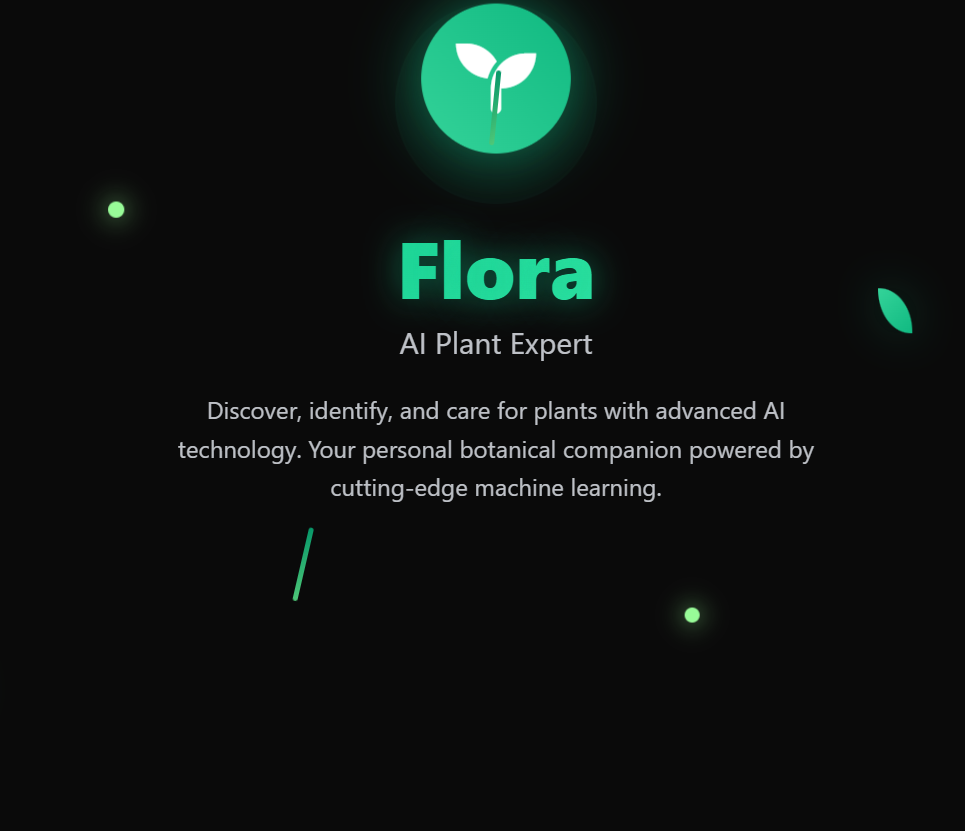 Flora
AI Plant Expert
Discover, identify, and care for plants with advanced AI
technology. Your personal botanical companion powered by
cutting-edge machine learning.